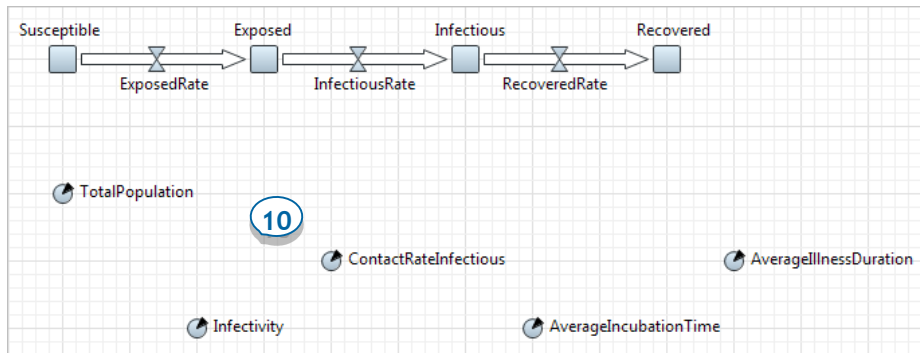 Susceptible Exposed Infectious Recovered
ExposedRate InfectiousRate RecoveredRate
TotalPopulation
10
ContactRateInfectious AverageIllnessDuration
Infectivity AverageIncubationTime